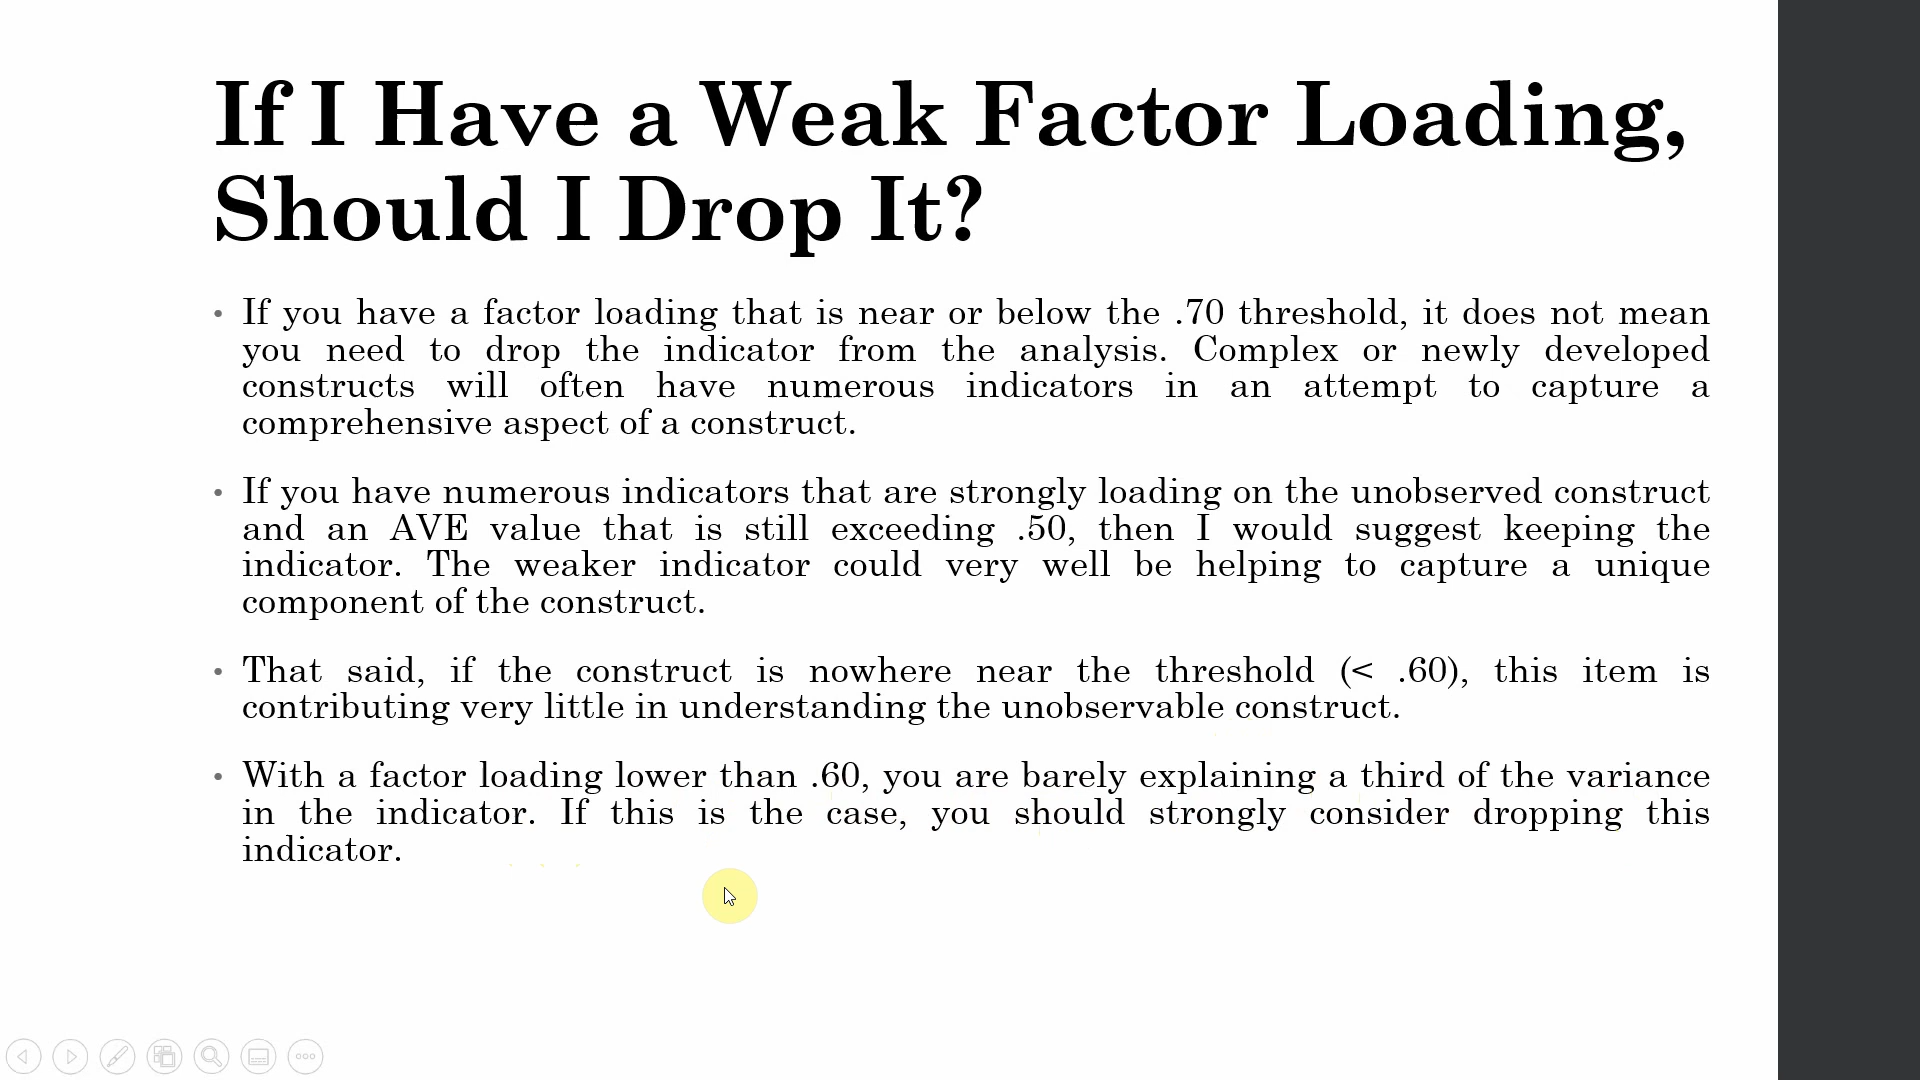 If I Have a Weak Factor Loading,
Should I Drop It?
• If you have a factor loading that is near or below the .70 threshold, it does not mean
you need to drop the indicator from the analysis. Complex or newly developed
constructs will often have numerous indicators in an attempt to capture a
comprehensive aspect of a construct.
• If you have numerous indicators that are strongly loading on the unobserved construct
and an AVE value that is still exceeding .50, then I would suggest keeping the
indicator. The weaker indicator could very well be helping to capture a unique
component of the construct.
• That said, if the construct is nowhere near the threshold (< .60), this item is
contributing very little in understanding the unobservable construct.
• With a factor loading lower than .60, you are barely explaining a third of the variance
in the indicator. If this is the case, you should strongly consider dropping this
indicator.